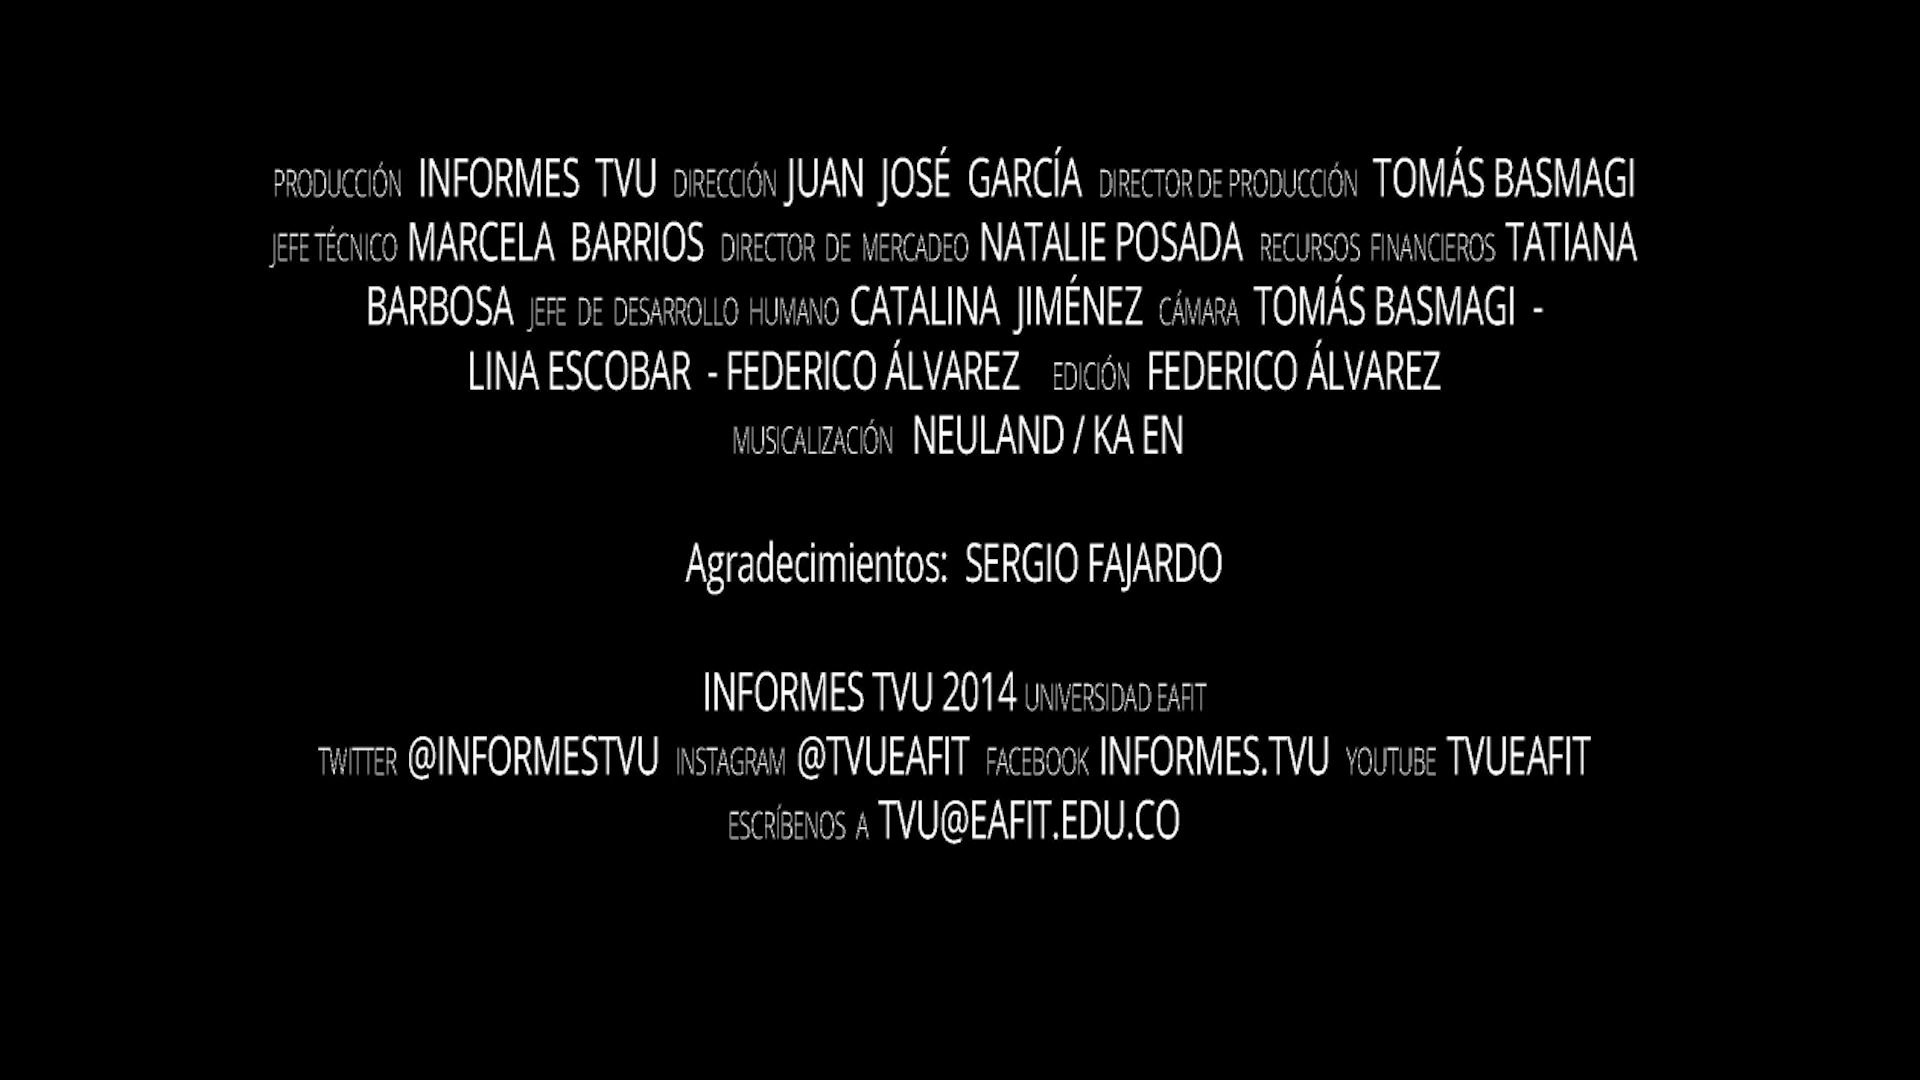 PRODUCCIÓN INFORMES TVU DIRECCIÓN JUAN JOSÉ GARCÍA DIRECTOR DE PRODUCCIÓN TOMÁS BASMAGI
JEFE TÉCNICO MARCELA BARRIOS DIRECTOR DE MERCADEO NATALIE POSADA RECURSOS FINANCIEROS TATIANA
BARBOSA JEFE DE DESARROLLO HUMANO CATALINA JIMÉNEZ CÁMARA TOMÁS BASMAGI -
LINA ESCOBAR - FEDERICO ÁLVAREZ EDICIÓN FEDERICO ÁLVAREZ
MUSICALIZACIÓN NEULAND / KA EN
Agradecimientos: SERGIO FAJARDO
INFORMES TVU 2014 UNIVERSIDAD EAFIT
TWITTER @INFORMESTVU INSTAGRAM @TVUEAFIT FACEBOOK INFORMES.TVU YOUTUBE TVUEAFIT
ESCRÍBENOS A TVU@EAFIT.EDU.CO